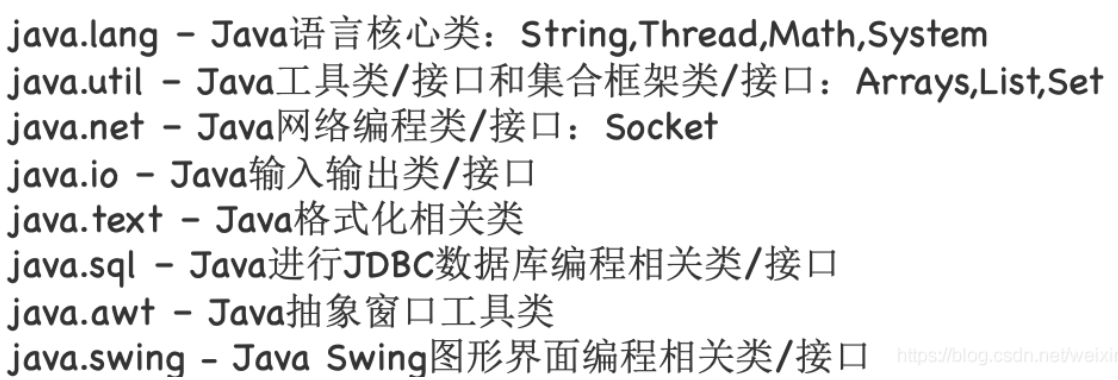 java.lang – Java语言核心类：String,Thread,Math,System
java.util – Java工具类/接口和集合框架类/接口：Arrays,List,Set
java.net – Java网络编程类/接口：Socket
java.io – Java输入输出类/接口
java.text – Java格式化相关类
java.sql – Java进行JDBC数据库编程相关类/接口
java.awt – Java抽象窗口工具类
java.swing – Java Swing图形界面编程相关类/接口
https://blog.csdn.net/weixin